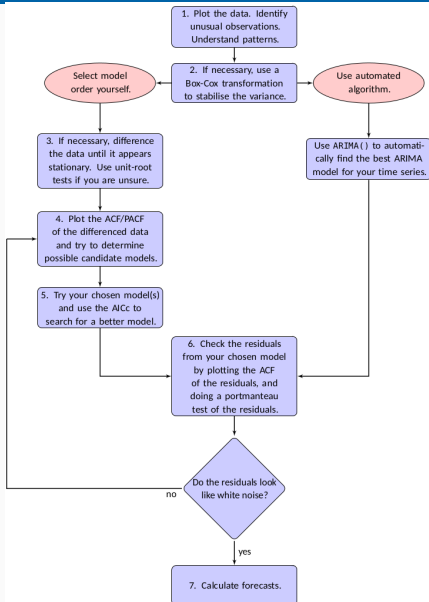 1. Plot the data. Identify
unusual observations.
Understand patterns.
Select model
order yourself.
2. If necessary, use a
Box-Cox transformation
to stabilise the variance.
Use automated
algorithm.
3. If necessary, difference
the data until it appears
stationary. Use unit-root
tests if you are unsure.
Use ARIMA() to automati-
cally find the best ARIMA
model for your time series.
4. Plot the ACF/PACF
of the differenced data
and try to determine
possible candidate models.
5. Try your chosen model(s)
and use the AICc to
search for a better model.
6. Check the residuals
from your chosen model
by plotting the ACF
of the residuals, and
doing a portmanteau
test of the residuals.
Do the residuals look
like white noise?
no
yes
7. Calculate forecasts.